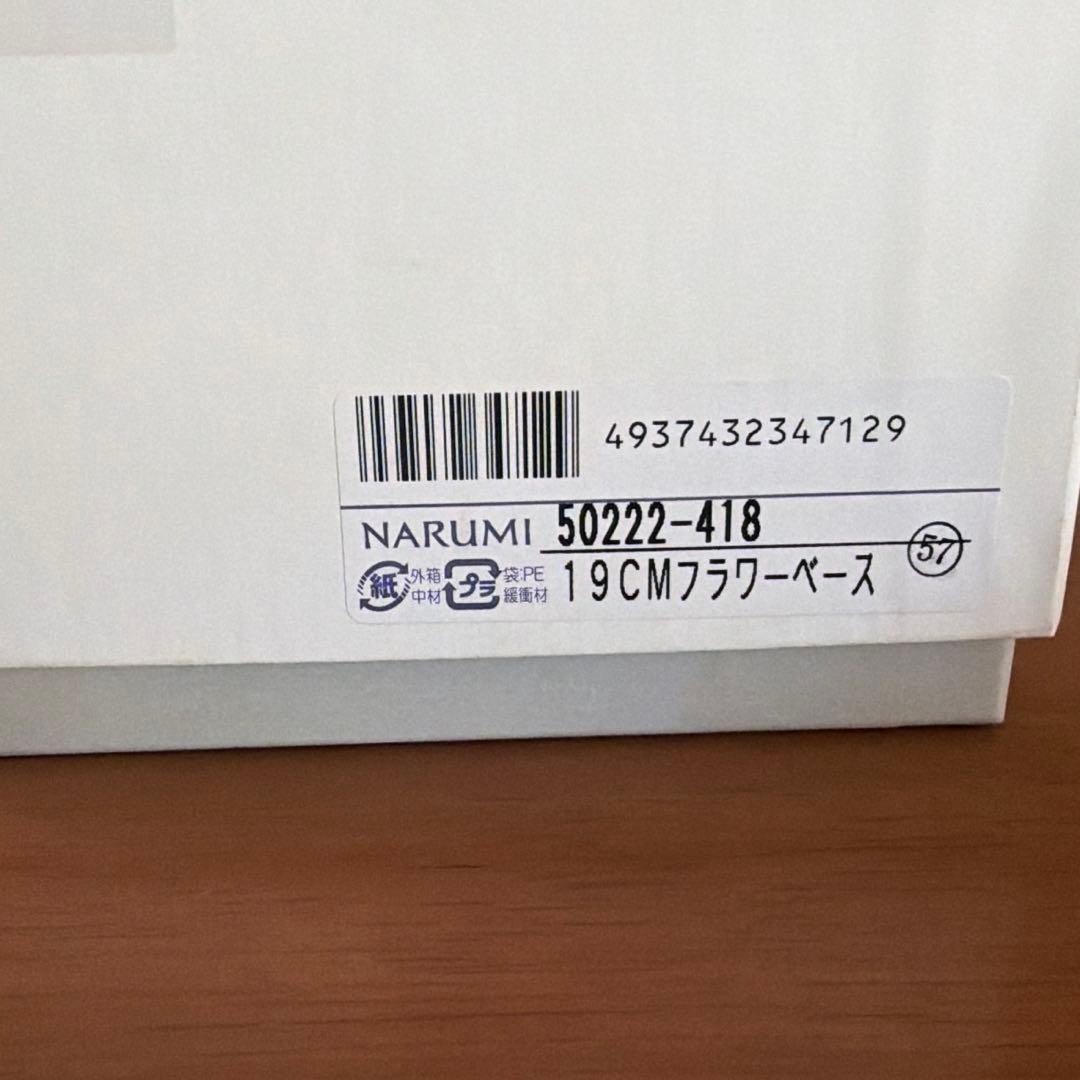 4937432347129
NARUMI 50222-418
57
紙 外箱 中材 プラ 袋:PE 緩衝材
19CMフラワーベース